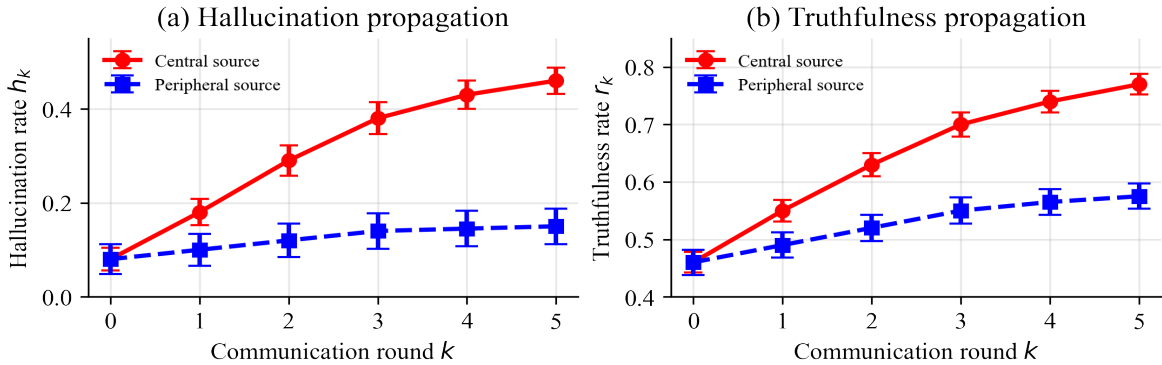 (a) Hallucination propagation
Hallucination rate hₖ
0.4
0.2
0.0
Central source
Peripheral source
0 1 2 3 4 5
Communication round k
(b) Truthfulness propagation
Truthfulness rate rₖ
0.8
0.7
0.6
0.5
0.4
Central source
Peripheral source
0 1 2 3 4 5
Communication round k